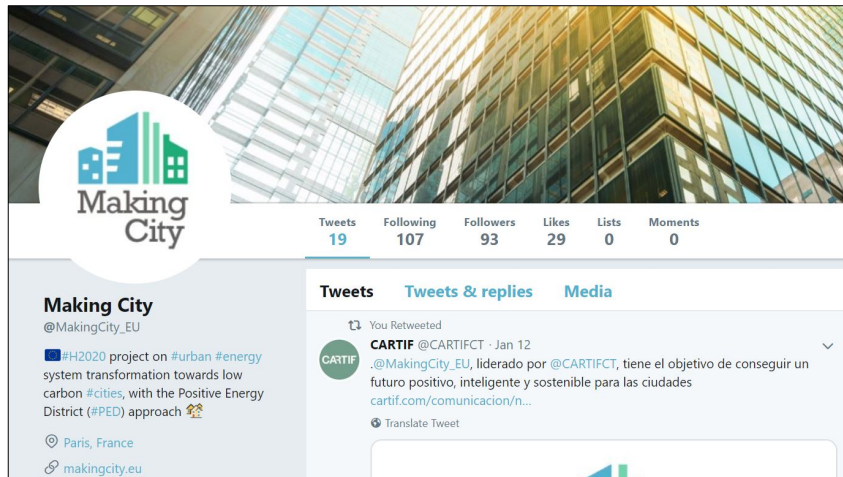 Making
City
Tweets Following Followers Likes Lists Moments
19 107 93 29 0 0
Making City
@MakingCity_EU
#H2020 project on #urban #energy
system transformation towards low
carbon #cities, with the Positive Energy
District (#PED) approach
Paris, France
makingcity.eu
Tweets Tweets & replies Media
You Retweeted
CARTIF
CARTIF @CARTIFCT · Jan 12
.@MakingCity_EU, liderado por @CARTIFCT, tiene el objetivo de conseguir un
futuro positivo, inteligente y sostenible para las ciudades
cartif.com/comunicacion/n...
Translate Tweet